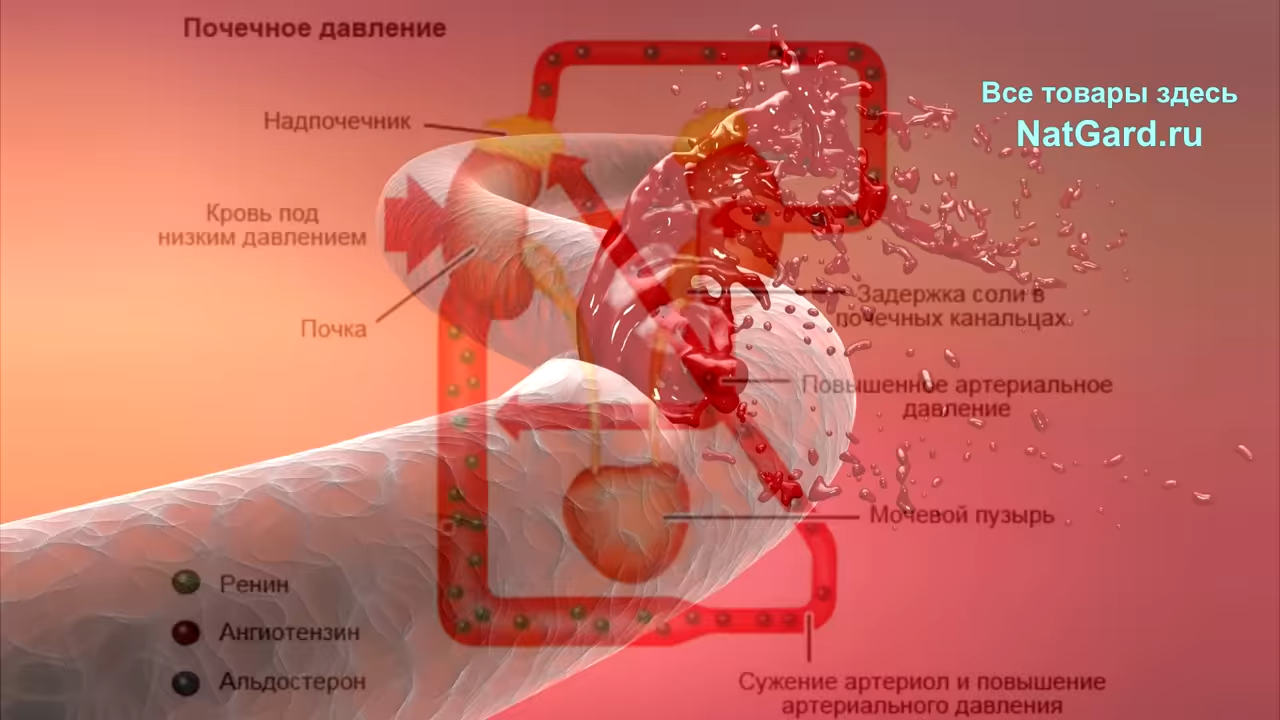 Почечное давление
Все товары здесь
NatGard.ru
Надпочечник
Кровь под
низким давлением
Почка
Задержка соли в
почечных канальцах
Повышенное артериальное
давление
Мочевой пузырь
Ренин
Ангиотензин
Альдостерон
Сужение артериол и повышение
артериального давления